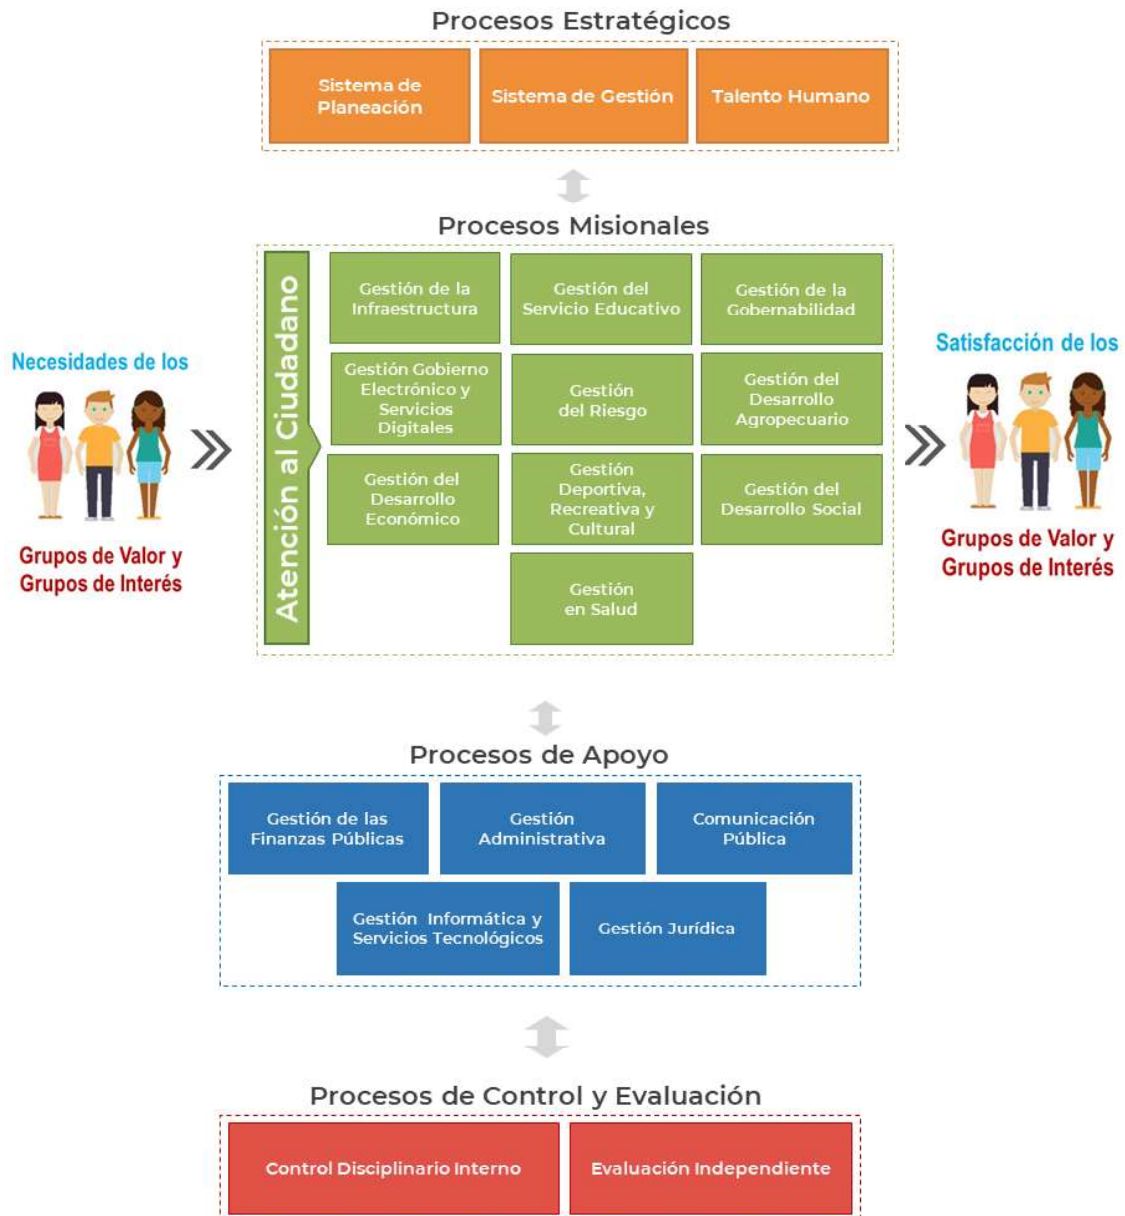 Procesos Estratégicos
Sistema de
Planeación
Sistema de Gestión
Talento Humano
Procesos Misionales
Necesidades de los
Grupos de Valor y
Grupos de Interés
Atención al Ciudadano
Gestión de la
Infraestructura
Gestión del
Servicio Educativo
Gestión de la
Gobernabilidad
Gestión Gobierno
Electrónico y
Servicios
Digitales
Gestión
del Riesgo
Gestión del
Desarrollo
Agropecuario
Gestión del
Desarrollo
Económico
Gestión
Deportiva,
Recreativa y
Cultural
Gestión del
Desarrollo Social
Gestión
en Salud
Satisfacción de los
Grupos de Valor y
Grupos de Interés
Procesos de Apoyo
Gestión de las
Finanzas Públicas
Gestión
Administrativa
Comunicación
Pública
Gestión Informática y
Servicios Tecnológicos
Gestión Jurídica
Procesos de Control y Evaluación
Control Disciplinario Interno
Evaluación Independiente